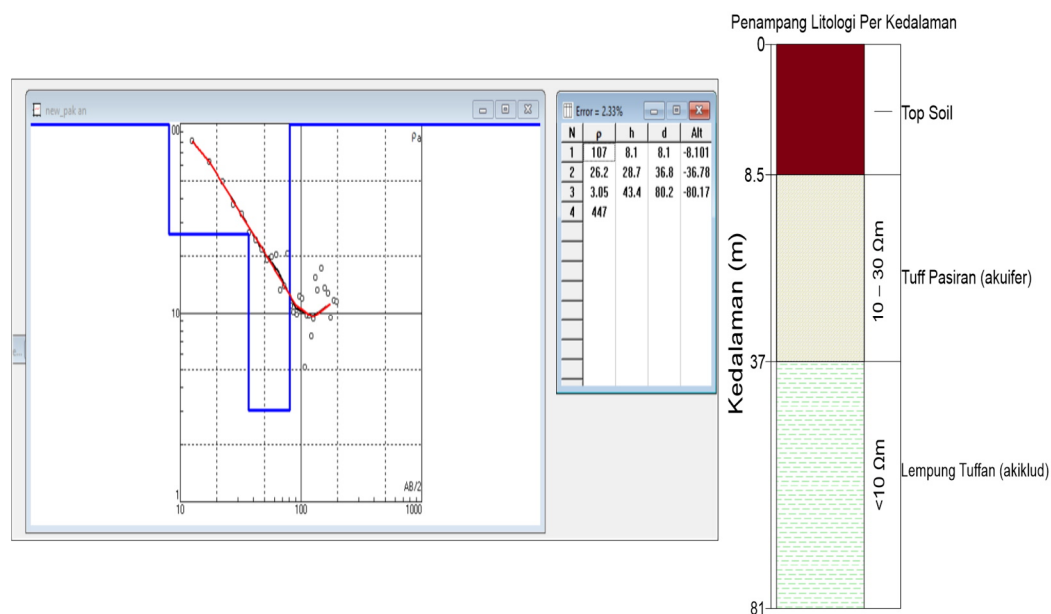 Penampang Litologi Per Kedalaman
new_pak an
ρa
00
10
1
AB/2
10
100
1000
Error = 2.33%
N ρ h d Alt
1 107 8.1 8.1 -8.101
2 26.2 28.7 36.8 -36.78
3 3.05 43.4 80.2 -80.17
4 447
Kedalaman (m)
0
Top Soil
8.5
10 – 30 Ωm
Tuff Pasiran (akuifer)
37
<10 Ωm
Lempung Tuffan (akiklud)
81